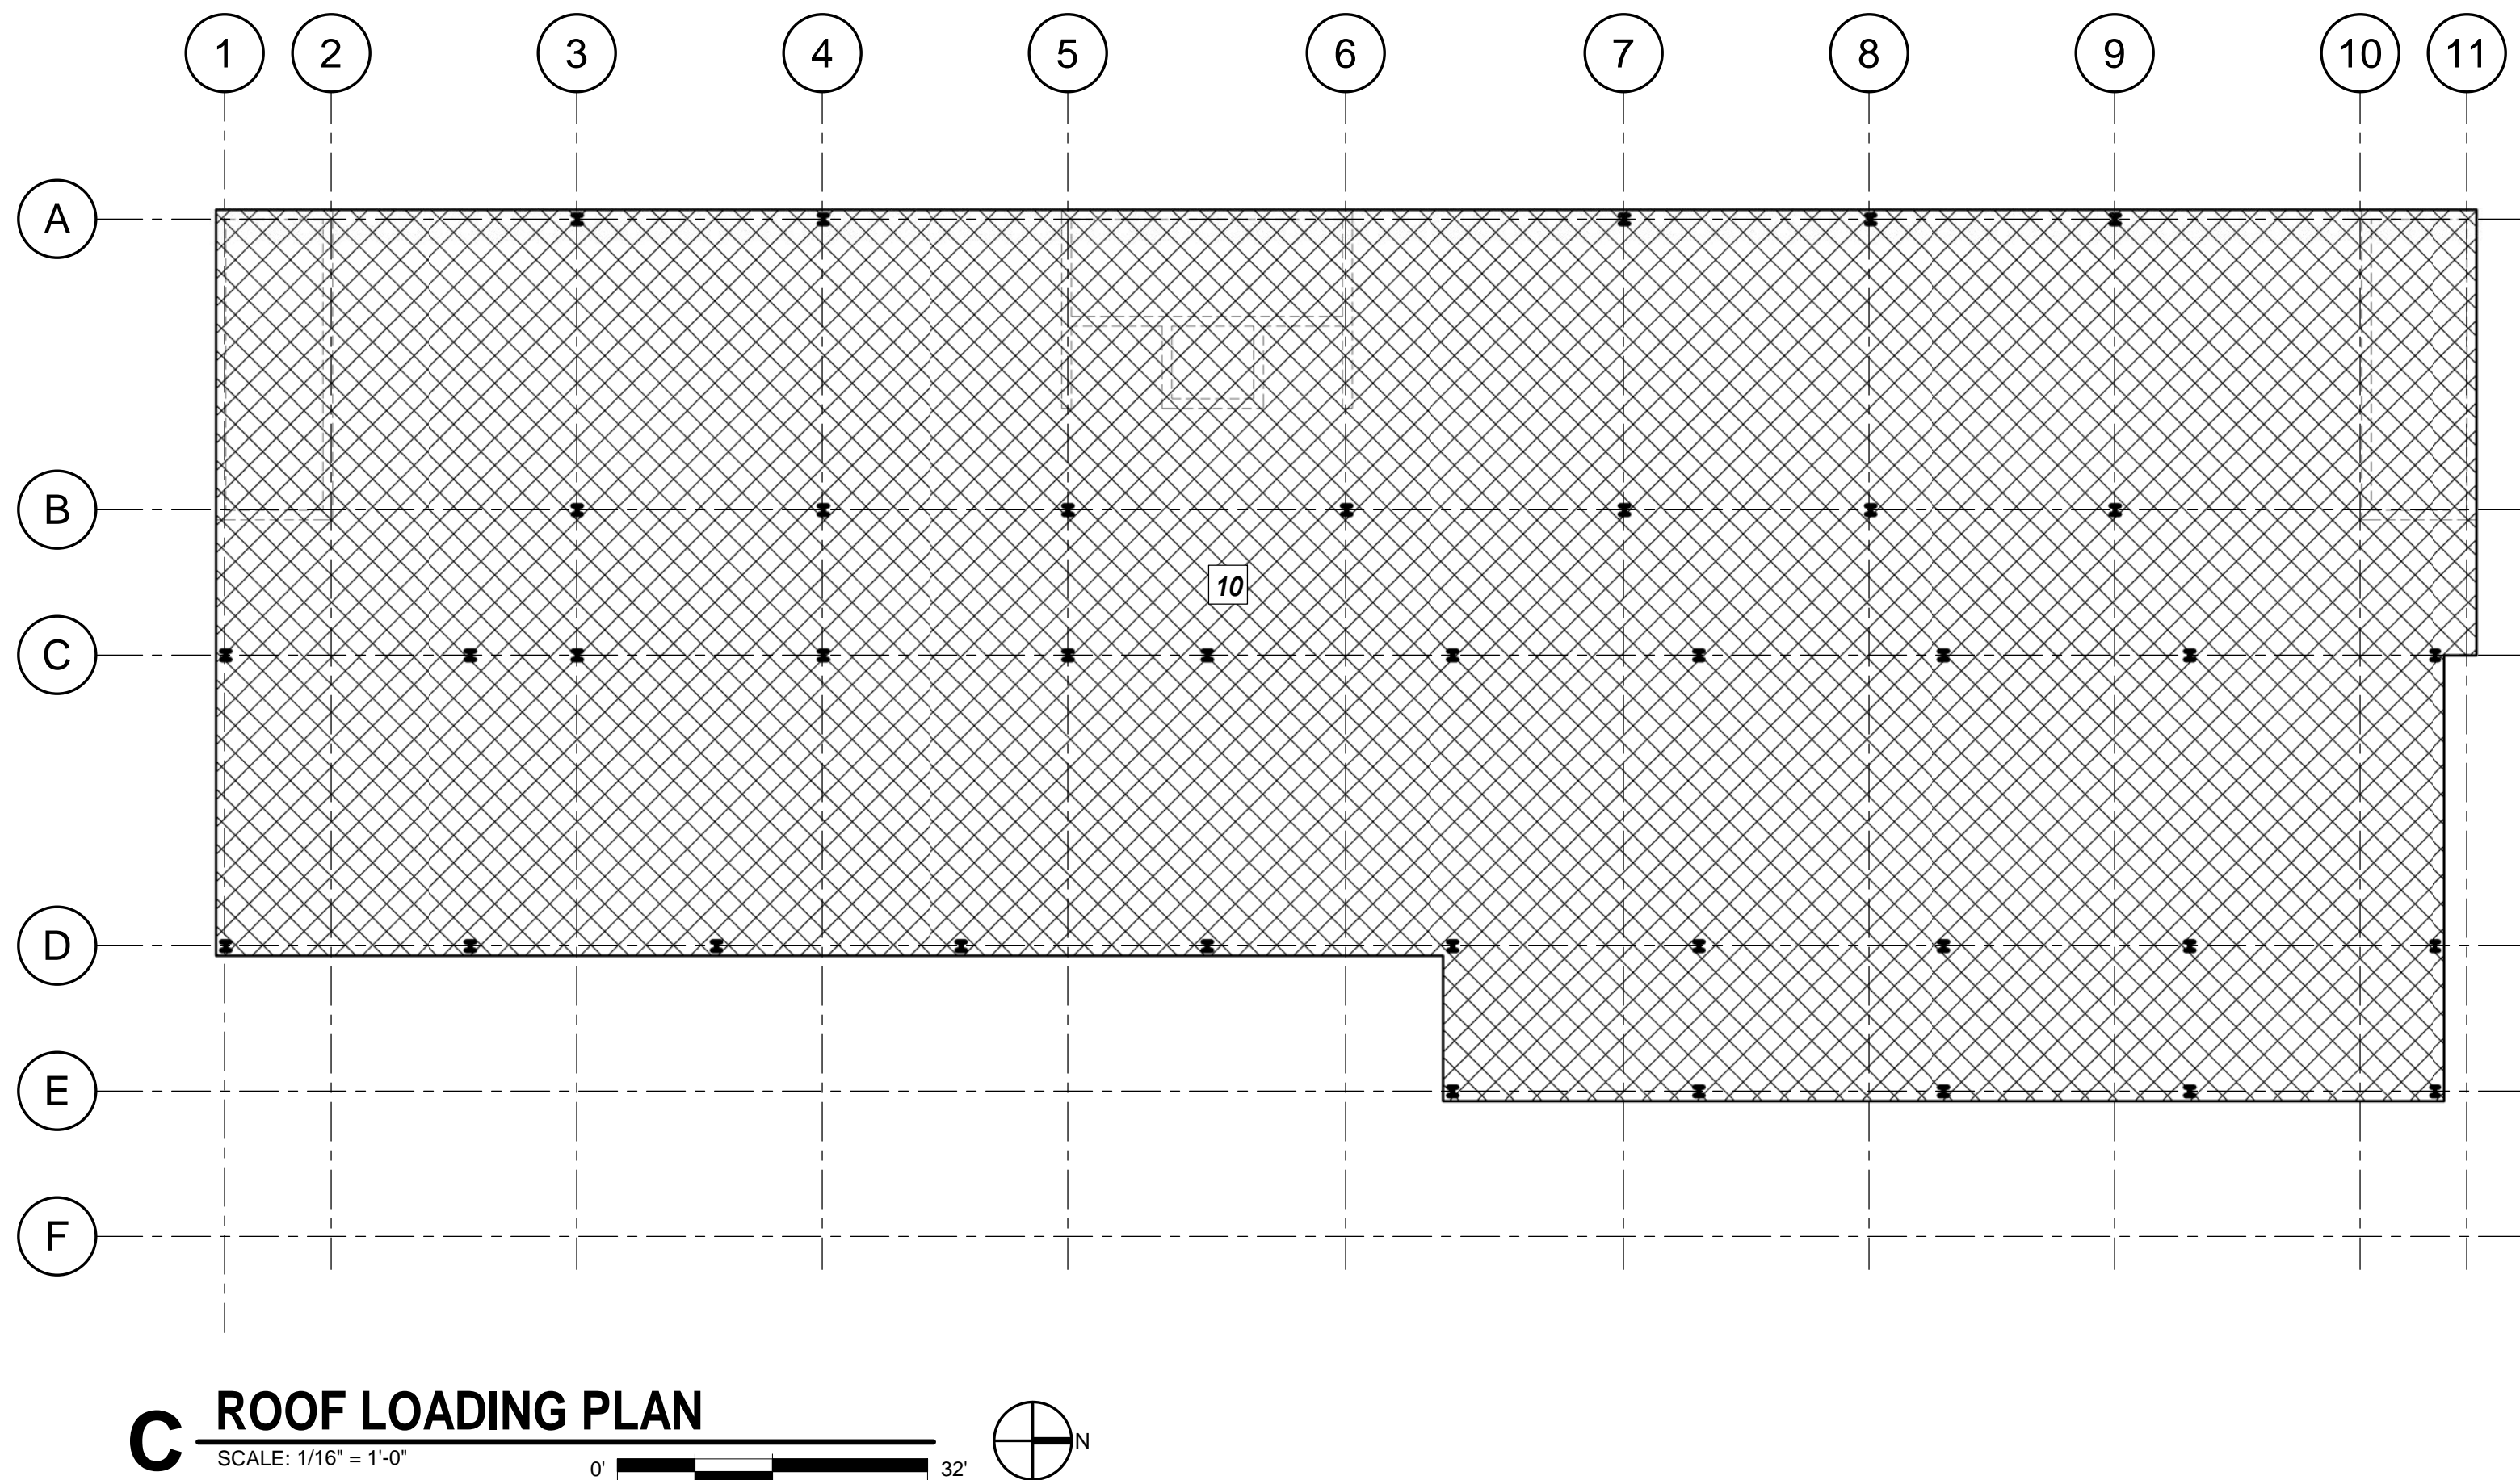 1 2 3 4 5 6 7 8 9 10 11
A
B
10
C
D
E
F
C ROOF LOADING PLAN
SCALE: 1/16" = 1'-0"
0' 32'
N